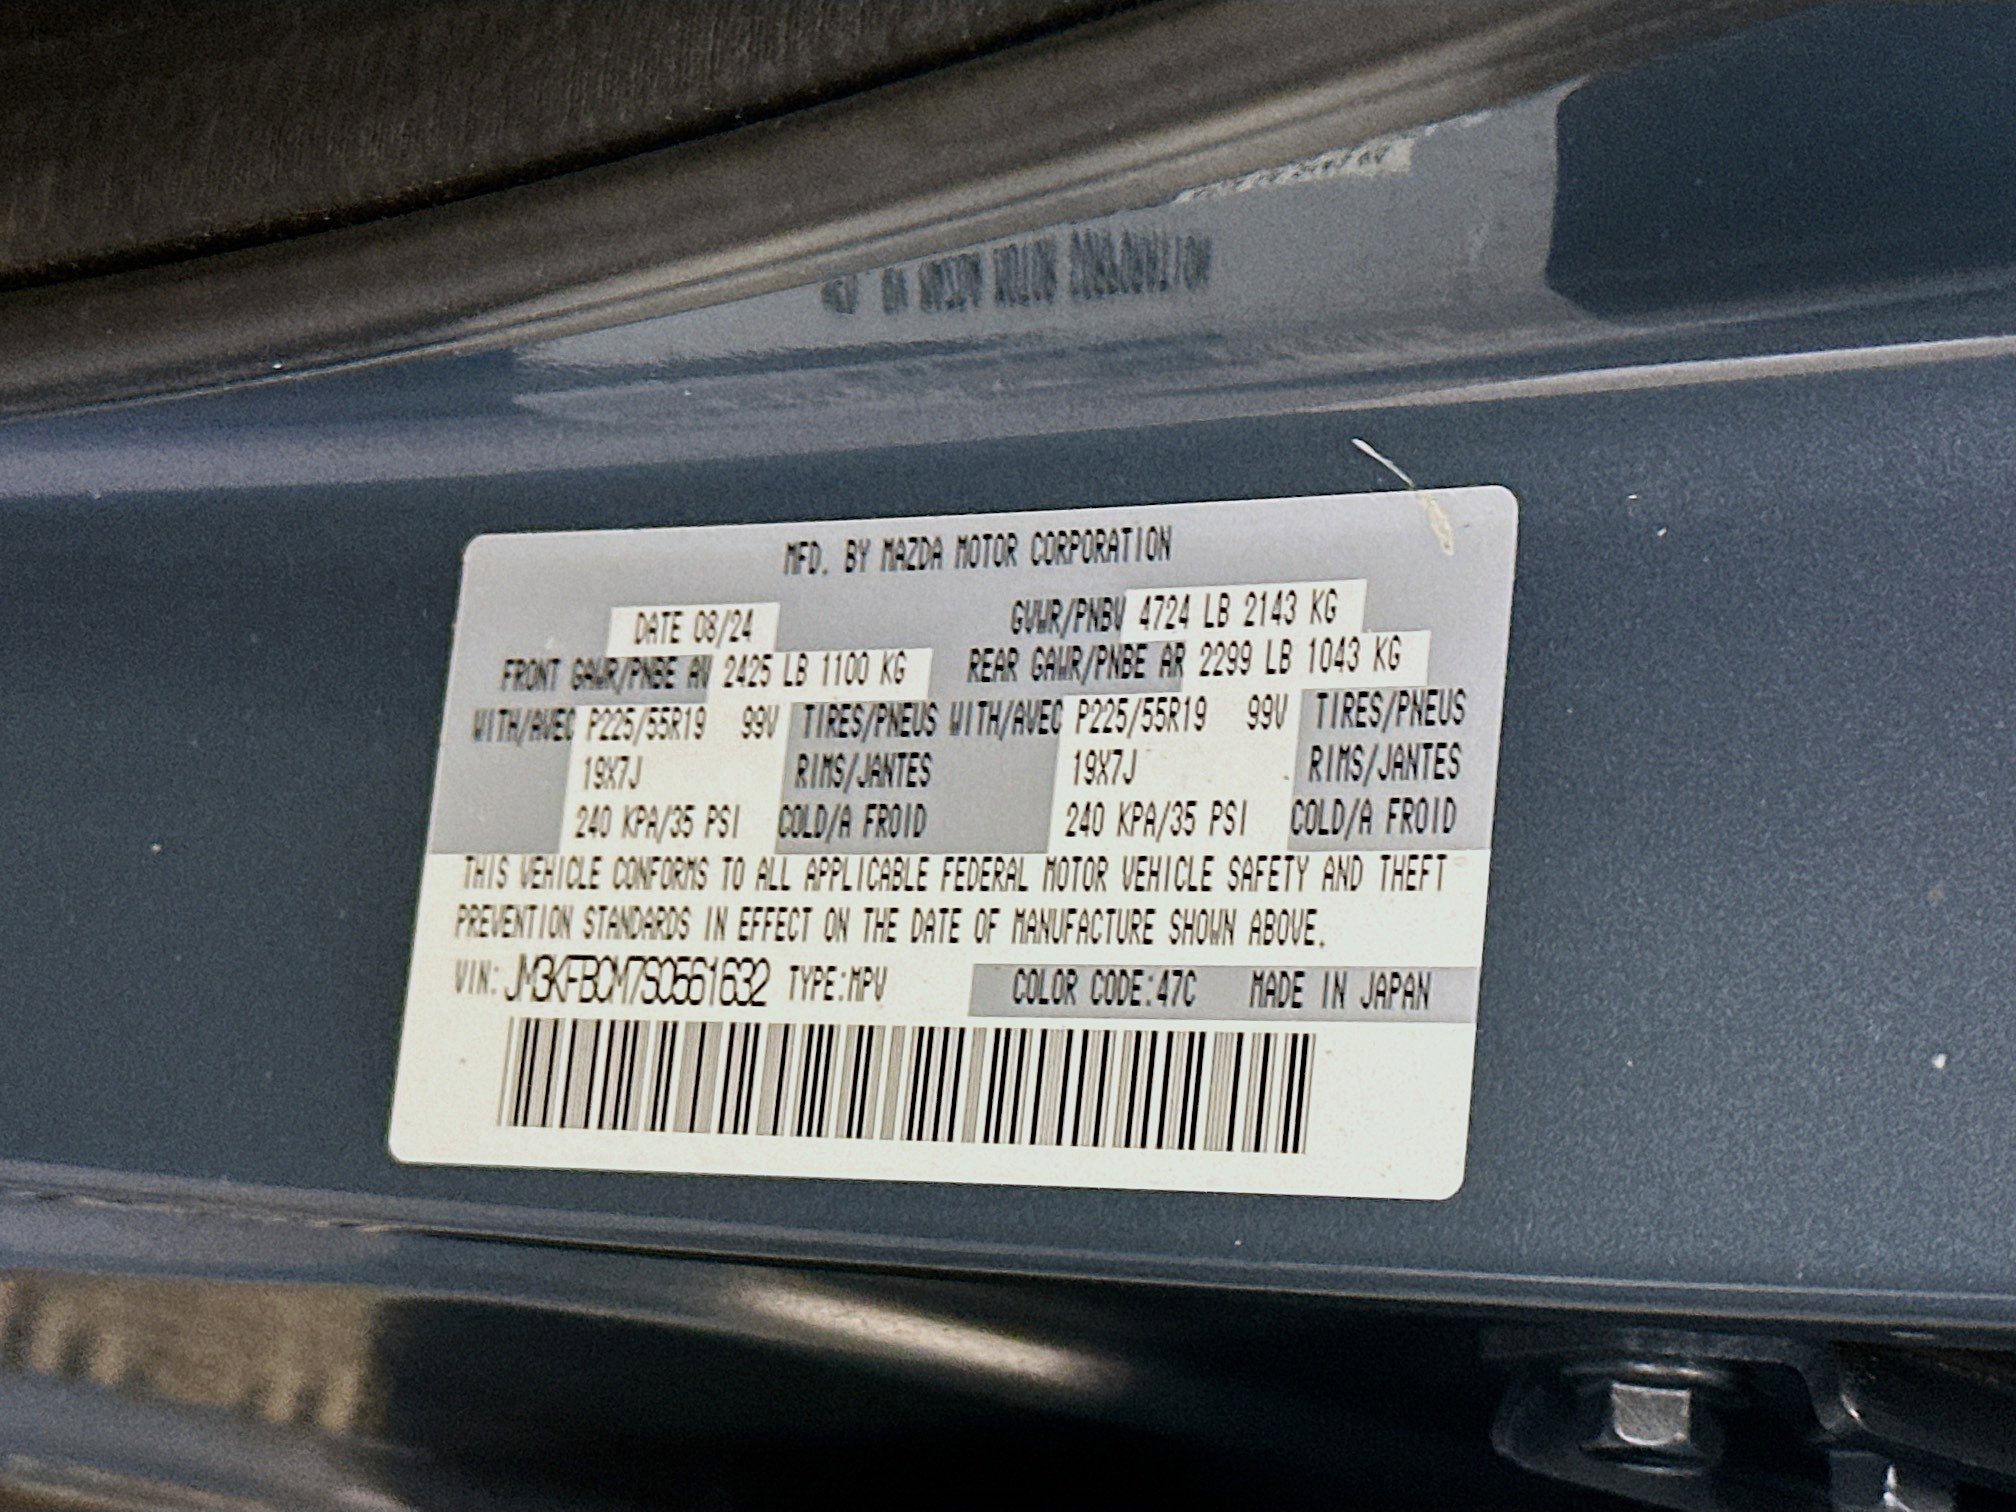 MFD. BY MAZDA MOTOR CORPORATION
DATE 08/24 GVWR/PNBV 4724 LB 2143 KG
FRONT GAWR/PNBE AV 2425 LB 1100 KG REAR GAWR/PNBE AR 2299 LB 1043 KG
WITH/AVEC P225/55R19 99V TIRES/PNEUS WITH/AVEC P225/55R19 99V TIRES/PNEUS
19X7J RIMS/JANTES 19X7J RIMS/JANTES
240 KPA/35 PSI COLD/A FROID 240 KPA/35 PSI COLD/A FROID
THIS VEHICLE CONFORMS TO ALL APPLICABLE FEDERAL MOTOR VEHICLE SAFETY AND THEFT
PREVENTION STANDARDS IN EFFECT ON THE DATE OF MANUFACTURE SHOWN ABOVE.
VIN: JM3KFBCM7S0561632 TYPE:MPV COLOR CODE:47C MADE IN JAPAN